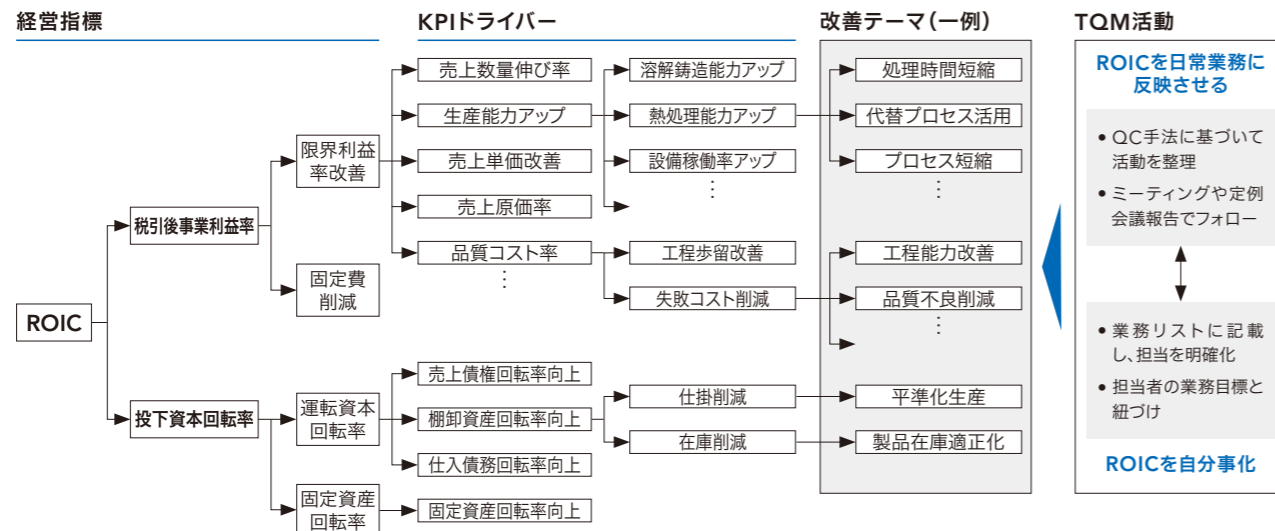 経営指標
KPIドライバー
改善テーマ（一例）
TQM活動
ROIC
税引後事業利益率
投下資本回転率
限界利益
率改善
固定費
削減
運転資本
回転率
固定資産
回転率
売上数量伸び率
生産能力アップ
売上単価改善
売上原価率
品質コスト率
⋮
売上債権回転率向上
棚卸資産回転率向上
仕入債務回転率向上
固定資産回転率向上
溶解鋳造能力アップ
熱処理能力アップ
設備稼働率アップ
⋮
工程歩留改善
失敗コスト削減
仕掛削減
在庫削減
処理時間短縮
代替プロセス活用
プロセス短縮
⋮
工程能力改善
品質不良削減
⋮
平準化生産
製品在庫適正化
ROICを日常業務に
反映させる
• QC手法に基づいて
活動を整理
• ミーティングや定例
会議報告でフォロー
• 業務リストに記載
し、担当を明確化
• 担当者の業務目標と
紐づけ
ROICを自分事化